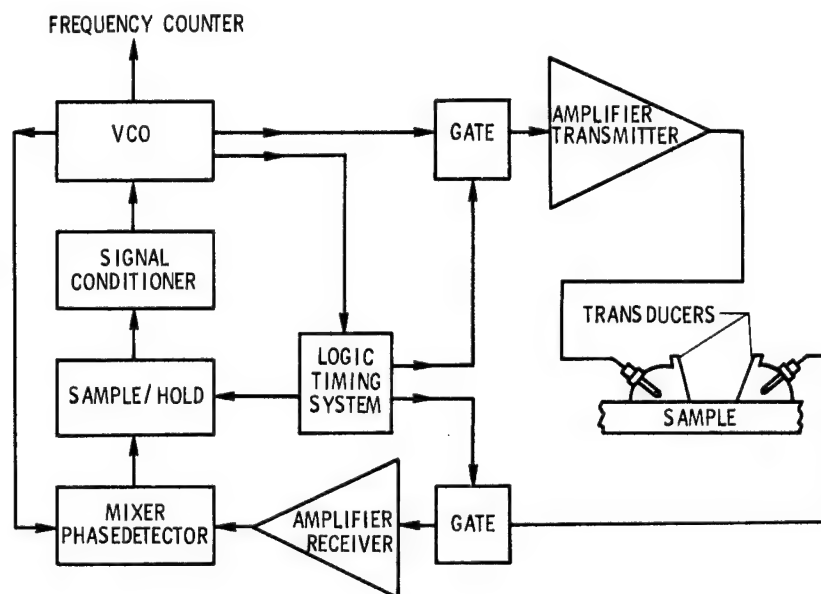 FREQUENCY COUNTER
VCO
GATE
AMPLIFIER
TRANSMITTER
SIGNAL
CONDITIONER
TRANSDUCERS
LOGIC
TIMING
SYSTEM
SAMPLE/HOLD
SAMPLE
MIXER
PHASEDETECTOR
AMPLIFIER
RECEIVER
GATE